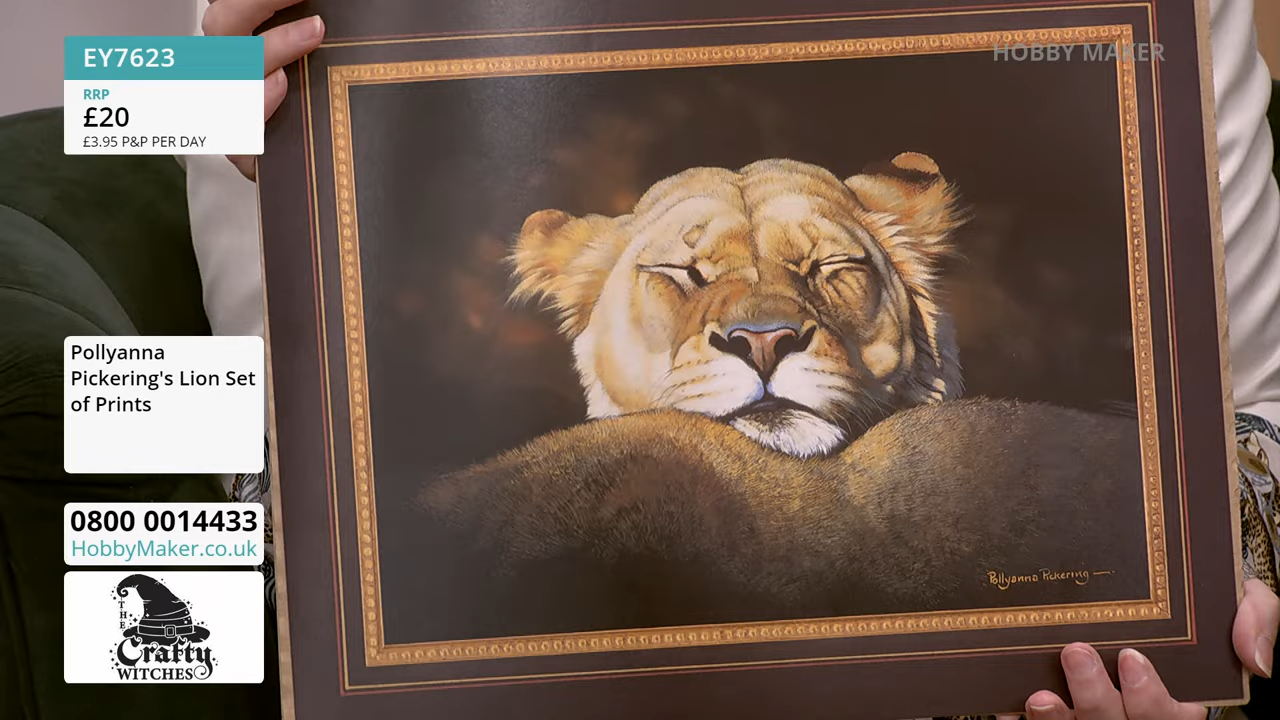 EY7623
RRP
£20
£3.95 P&P PER DAY
HOBBY MAKER
Pollyanna
Pickering's Lion Set
of Prints
Pollyanna Pickering
0800 0014433
HobbyMaker.co.uk
THE
Crafty
WITCHES